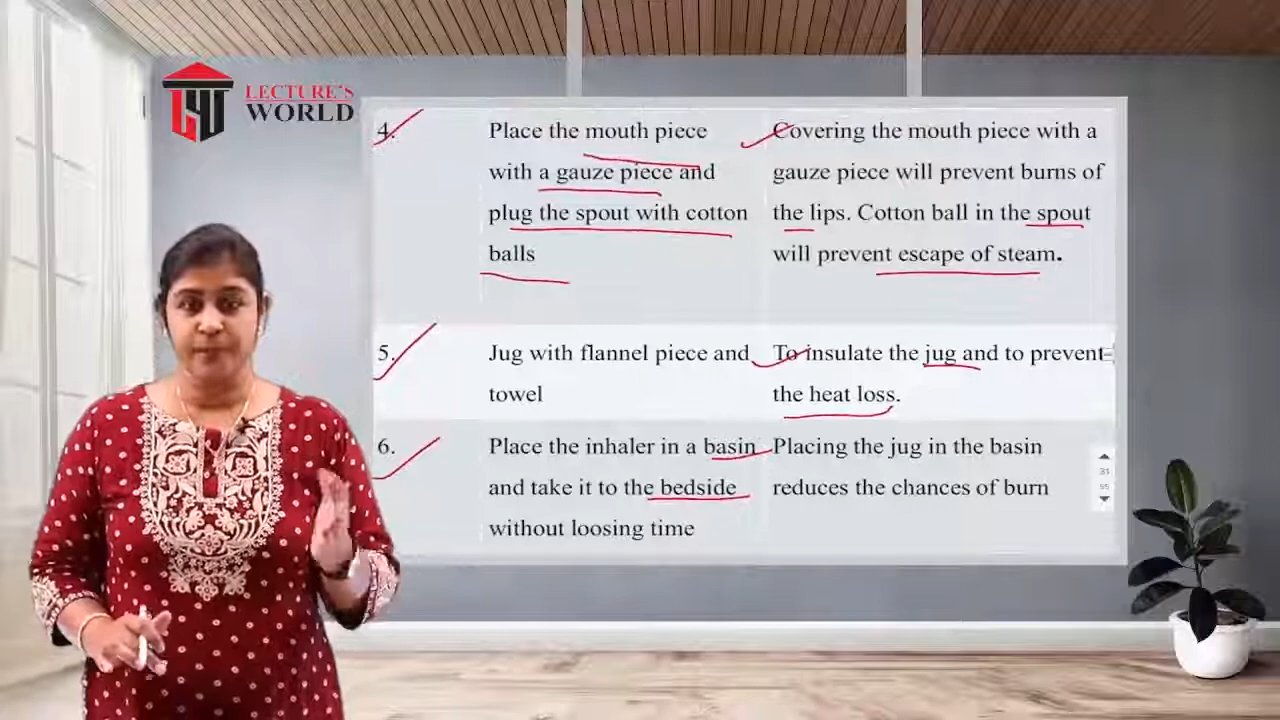 LECTURE'S
WORLD
4.
Place the mouth piece
with a gauze piece and
plug the spout with cotton
balls
Covering the mouth piece with a
gauze piece will prevent burns of
the lips. Cotton ball in the spout
will prevent escape of steam.
5.
Jug with flannel piece and
towel
To insulate the jug and to prevent
the heat loss.
6.
Place the inhaler in a basin
and take it to the bedside
without loosing time
Placing the jug in the basin
reduces the chances of burn
31
55